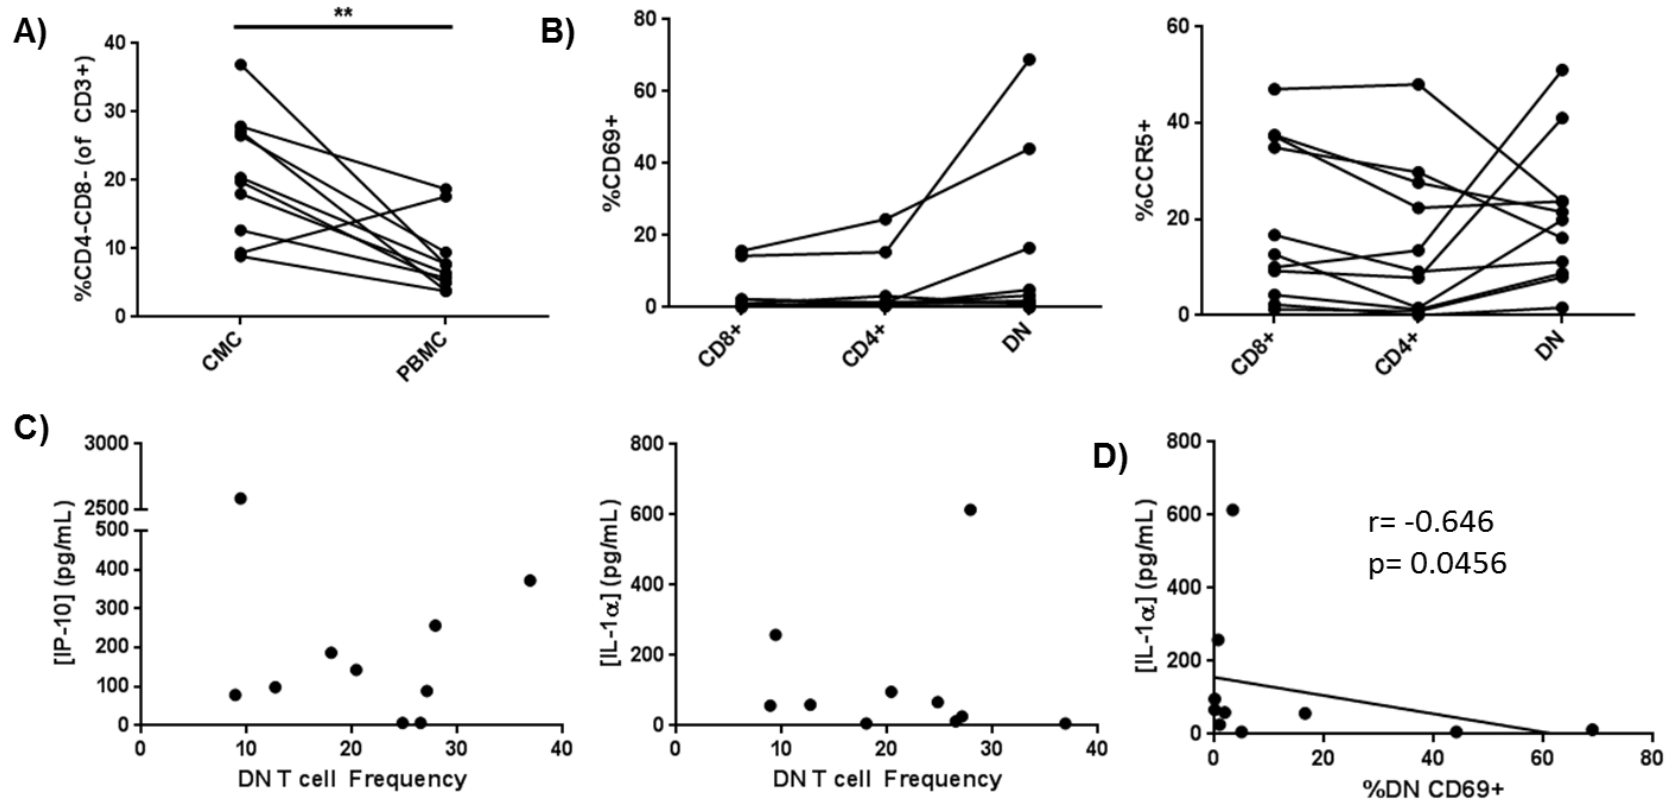 A)
**
%CD4-CD8- (of CD3+)
40
30
20
10
0
CMC
PBMC
B)
%CD69+
80
60
40
20
0
CD8+
CD4+
DN
%CCR5+
60
40
20
0
CD8+
CD4+
DN
C)
[IP-10] (pg/mL)
3000
2500
500
400
300
200
100
0
0 10 20 30 40
DN T cell Frequency
[IL-1α] (pg/mL)
800
600
400
200
0
0 10 20 30 40
DN T cell Frequency
D)
[IL-1α] (pg/mL)
800
600
400
200
0
r= -0.646
p= 0.0456
0 20 40 60 80
%DN CD69+